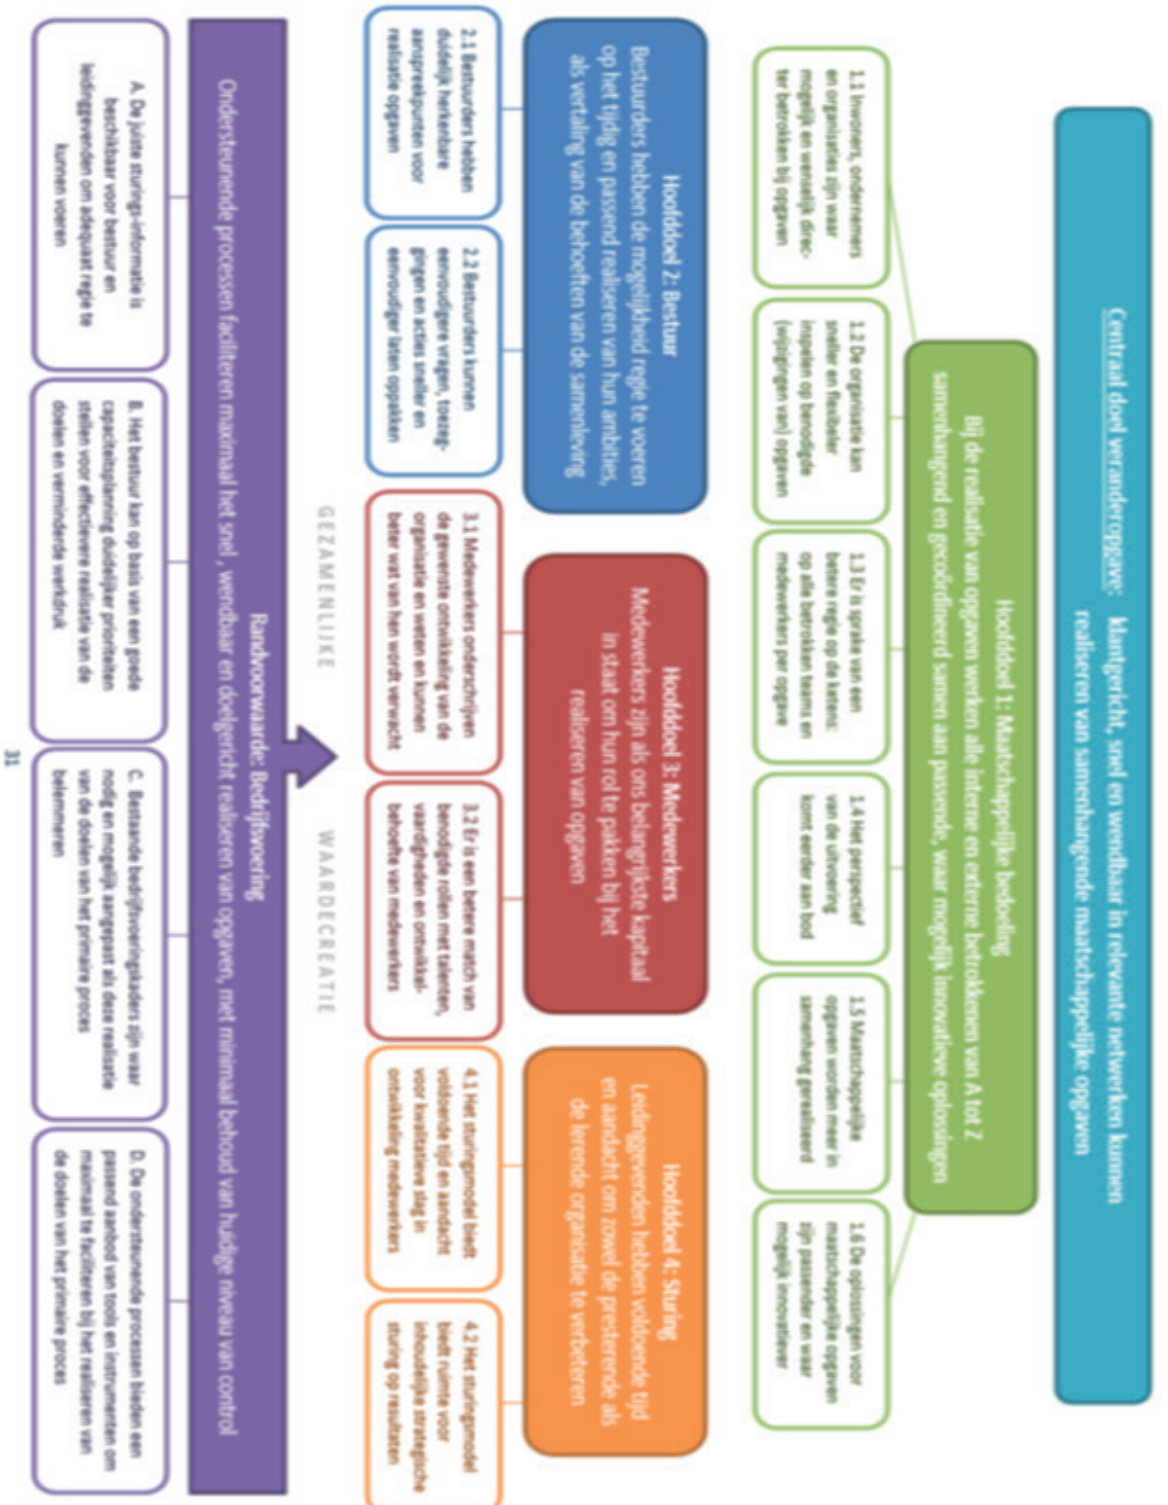 Centraal doel veranderopgave: klantgericht, snel en wendbaar in relevante netwerken kunnen
realiseren van samenhangende maatschappelijke opgaven
Hoofddoel 1: Maatschappelijke bedoeling
Bij de realisatie van opgaven werken alle interne en externe betrokkenen van A tot Z
samenhangend en gecoördineerd samen aan passende, waar mogelijk innovatieve oplossingen
1.1 Inwoners, ondernemers
en organisaties zijn waar
mogelijk en wenselijk direc-
ter betrokken bij opgaven
1.2 De organisatie kan
sneller en flexibeler
inspelen op benodigde
(wijzigingen van) opgaven
1.3 Er is sprake van een
betere regie op de ketens:
op alle betrokken teams en
medewerkers per opgave
1.4 Het perspectief
van de uitvoering
komt eerder aan bod
1.5 Maatschappelijke
opgaven worden meer in
samenhang gerealiseerd
1.6 De oplossingen voor
maatschappelijke opgaven
zijn passender en waar
mogelijk innovatiever
Hoofddoel 2: Bestuur
Bestuurders hebben de mogelijkheid regie te voeren
op het tijdig en passend realiseren van hun ambities,
als vertaling van de behoeften van de samenleving
Hoofddoel 3: Medewerkers
Medewerkers zijn als ons belangrijkste kapitaal
in staat om hun rol te pakken bij het
realiseren van opgaven
Hoofddoel 4: Sturing
Leidinggevenden hebben voldoende tijd
en aandacht om zowel de presterende als
de lerende organisatie te verbeteren
2.1 Bestuurders hebben
duidelijk herkenbare
aanspreekpunten voor
realisatie opgaven
2.2 Bestuurders kunnen
eenvoudigere vragen, toezeg-
gingen en acties sneller en
eenvoudiger laten oppakken
3.1 Medewerkers onderschrijven
de gewenste ontwikkeling van de
organisatie en weten en kunnen
beter wat van hen wordt verwacht
3.2 Er is een betere match van
benodigde rollen met talenten,
vaardigheden en ontwikkel-
behoefte van medewerkers
4.1 Het sturingsmodel biedt
voldoende tijd en aandacht
voor kwalitatieve slag in
ontwikkeling medewerkers
4.2 Het sturingsmodel
biedt ruimte voor
inhoudelijke strategische
sturing op resultaten
GEZAMENLIJKE WAARDECREATIE
Randvoorwaarde: Bedrijfsvoering
Ondersteunende processen faciliteren maximaal het snel, wendbaar en doelgericht realiseren van opgaven, met minimaal behoud van huidige niveau van control
A. De juiste sturings-informatie is
beschikbaar voor bestuur en
leidinggevenden om adequaat regie te
kunnen voeren
B. Het bestuur kan op basis van een goede
capaciteitsplanning duidelijker prioriteiten
stellen voor effectievere realisatie van de
doelen en verminderde werkdruk
C. Bestaande bedrijfsvoeringskaders zijn waar
nodig en mogelijk aangepast als deze realisatie
van de doelen van het primaire proces
belemmeren
D. De ondersteunende processen bieden een
passend aanbod van tools en instrumenten om
maximaal te faciliteren bij het realiseren van
de doelen van het primaire proces
31